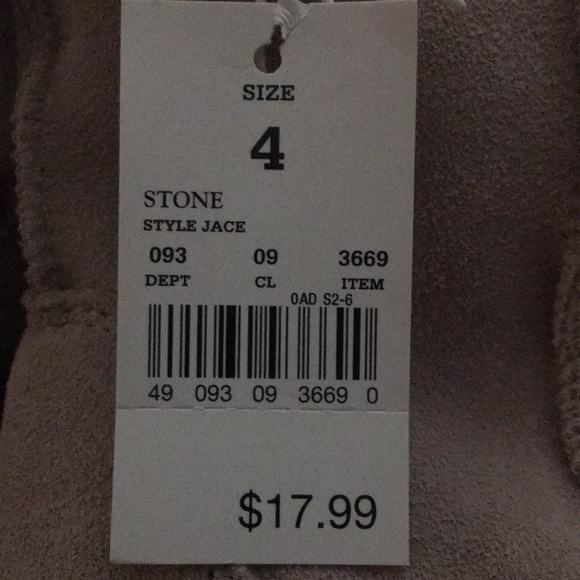 SIZE
4
STONE
STYLE JACE
093 09 3669
DEPT CL ITEM
0AD S2-6
49 093 09 3669 0
$17.99